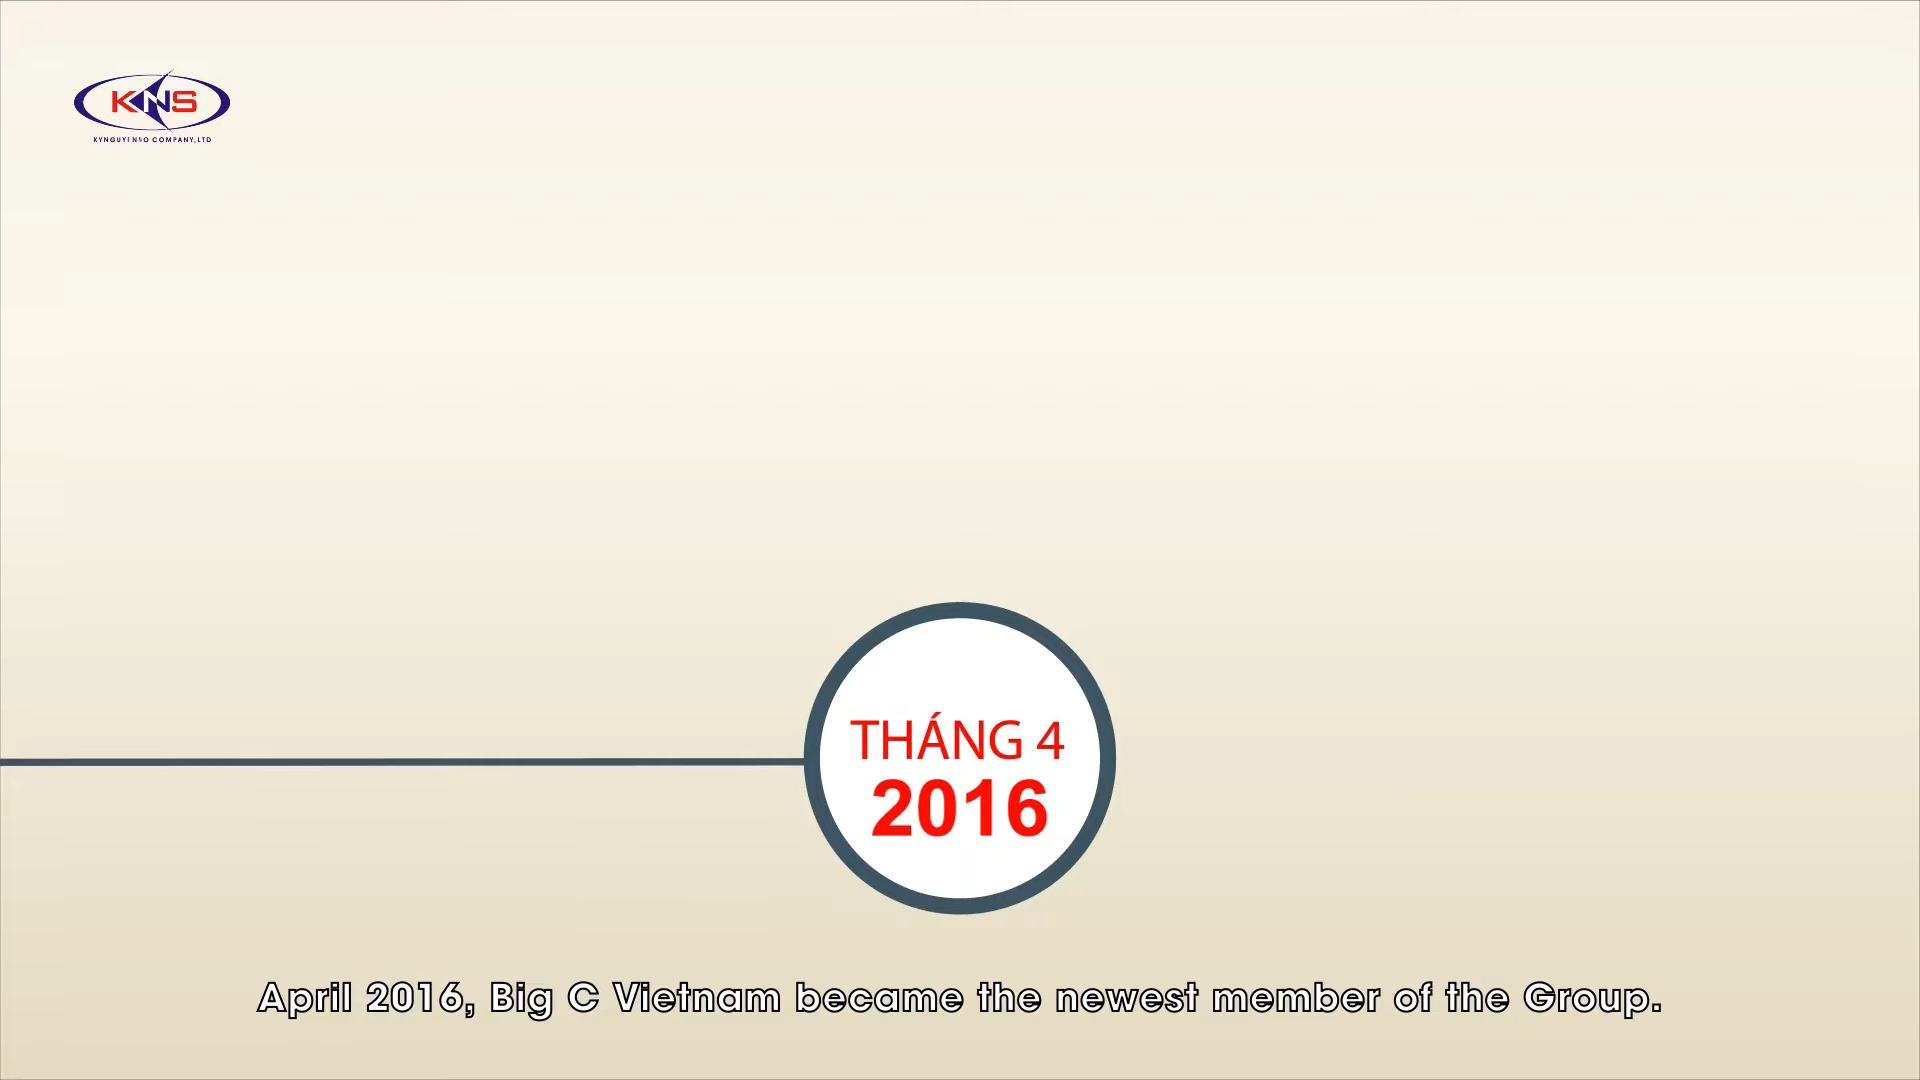 KNS
KYNGUYENSO COMPANY,LTD
THÁNG 4
2016
April 2016, Big C Vietnam became the newest member of the Group.